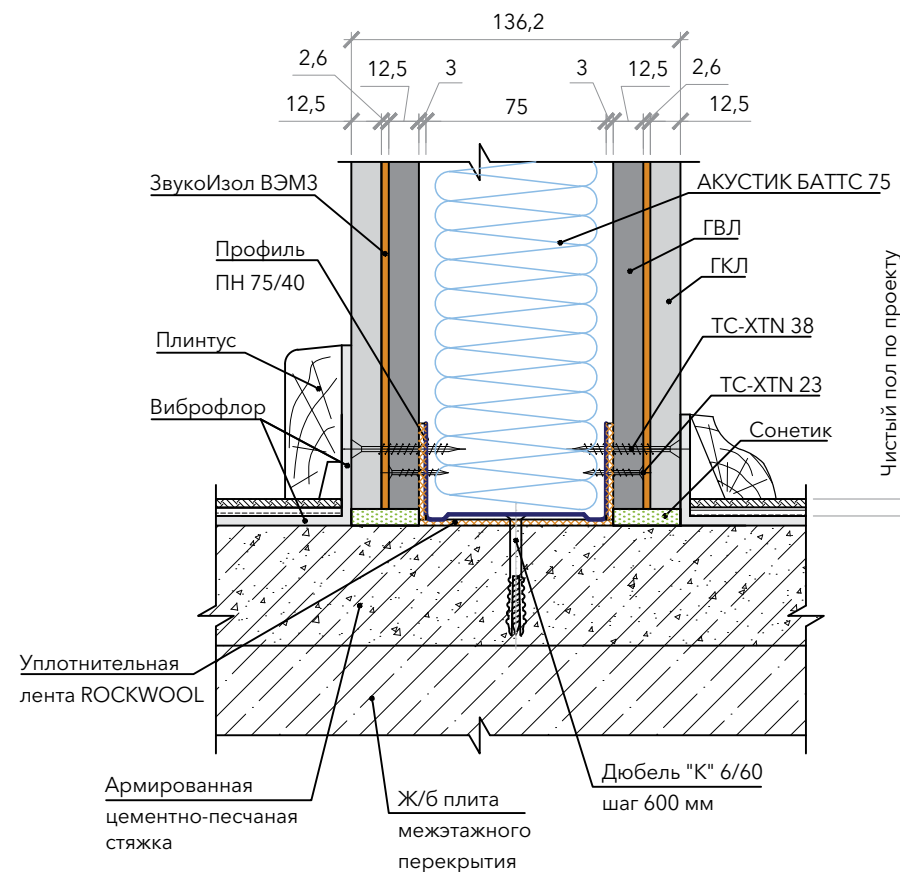 136,2
2,6
12,5
3
3
12,5
2,6
12,5
75
12,5
ЗвукоИзол ВЭМ3
АКУСТИК БАТТС 75
Профиль
ПН 75/40
ГВЛ
ГКЛ
Плинтус
ТС-XTN 38
Виброфлор
ТС-XTN 23
Сонетик
Чистый пол по проекту
Уплотнительная
лента ROCKWOOL
Армированная
цементно-песчаная
стяжка
Ж/б плита
межэтажного
перекрытия
Дюбель "К" 6/60
шаг 600 мм